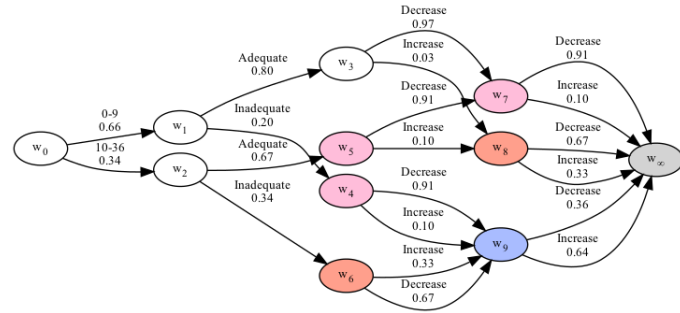 Decrease
0.97
Increase
0.03
Adequate
0.80
w3
Decrease
0.91
Increase
0.10
w7
Decrease
0.91
Increase
0.10
0-9
0.66
w1
Inadequate
0.20
w0
10-36
0.34
w2
Adequate
0.67
w5
w4
Inadequate
0.34
w6
w8
Decrease
0.67
Increase
0.33
w∞
Decrease
0.91
Increase
0.10
w9
Decrease
0.36
Increase
0.64
Increase
0.33
Decrease
0.67